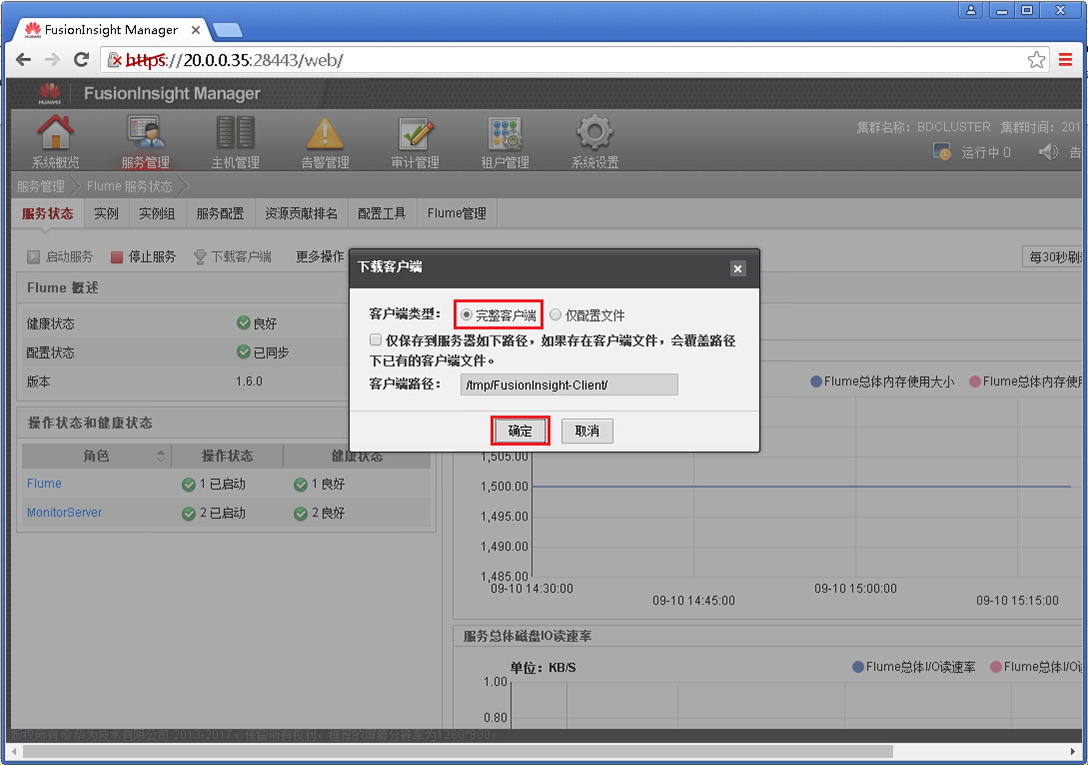 FusionInsight Manager
https://20.0.0.35:28443/web/
HUAWEI FusionInsight Manager
系统概览 服务管理 主机管理 告警管理 审计管理 租户管理 系统设置
集群名称：BDCLUSTER 集群时间：201
运行中 0 告
服务管理 Flume 服务状态
服务状态 实例 实例组 服务配置 资源贡献排名 配置工具 Flume管理
启动服务 停止服务 下载客户端 更多操作 每30秒刷
下载客户端
客户端类型： 完整客户端 仅配置文件
仅保存到服务器如下路径，如果存在客户端文件，会覆盖路径
下已有的客户端文件。
客户端路径： /tmp/FusionInsight-Client/
确定 取消
Flume 概述
健康状态 良好
配置状态 已同步
版本 1.6.0
操作状态和健康状态
角色 操作状态 健康状态
Flume 1 已启动 1 良好
MonitorServer 2 已启动 2 良好
Flume总体内存使用大小 Flume总体内存使用
1,505.00
1,500.00
1,495.00
1,490.00
1,485.00
09-10 14:30:00 09-10 14:45:00 09-10 15:00:00 09-10 15:15:00
服务总体磁盘IO读速率
单位：KB/S Flume总体I/O读速率 Flume总体I/O
1.00
0.80
版权所有 © 华为技术有限公司 2013-2017。保留所有权利。推荐的屏幕分辨率为1280*800。